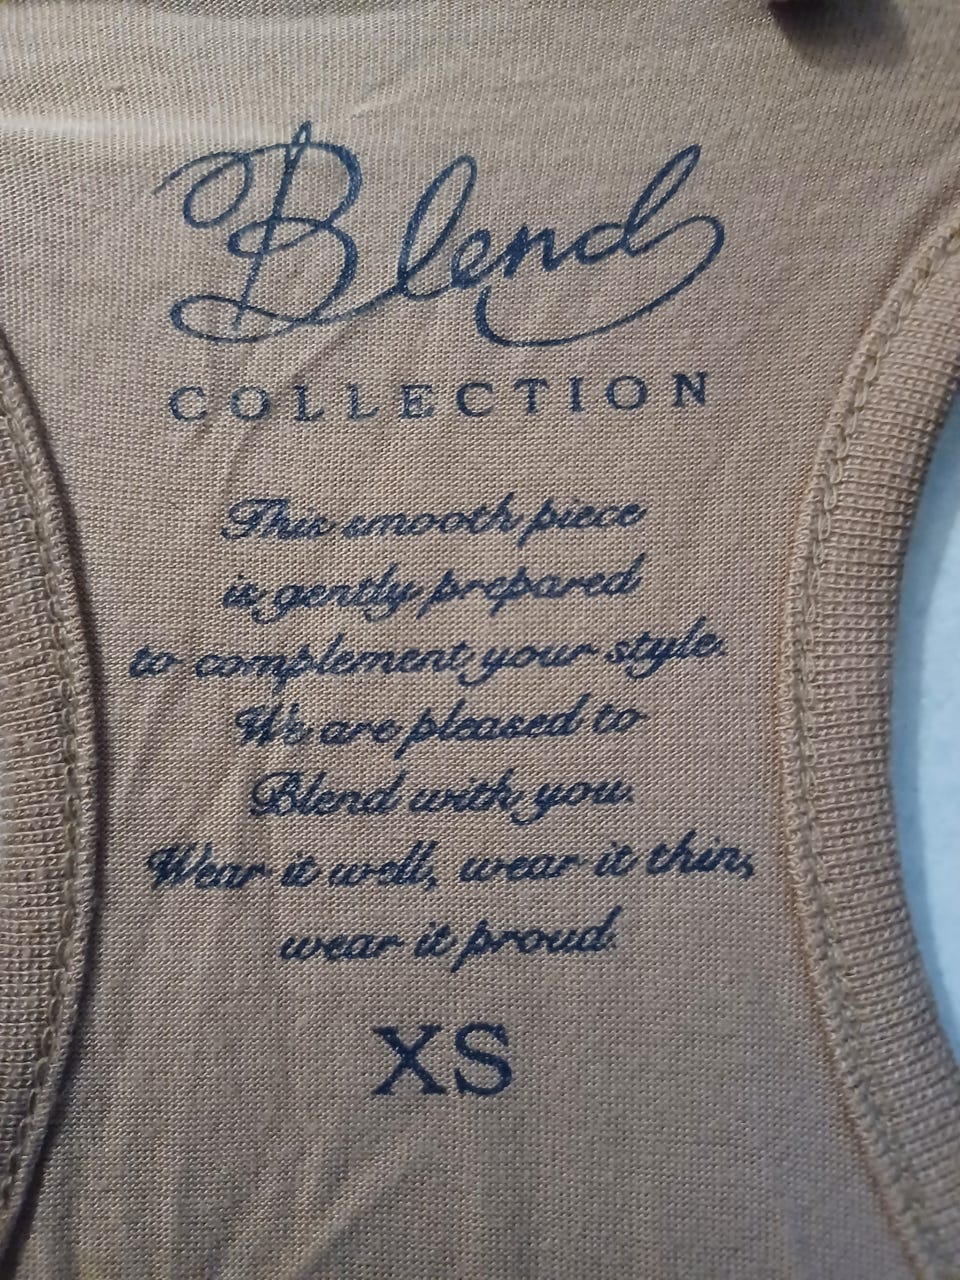 Blend
COLLECTION
This smooth piece
is gently prepared
to complement your style.
We are pleased to
Blend with you.
Wear it well, wear it thin,
wear it proud.
XS